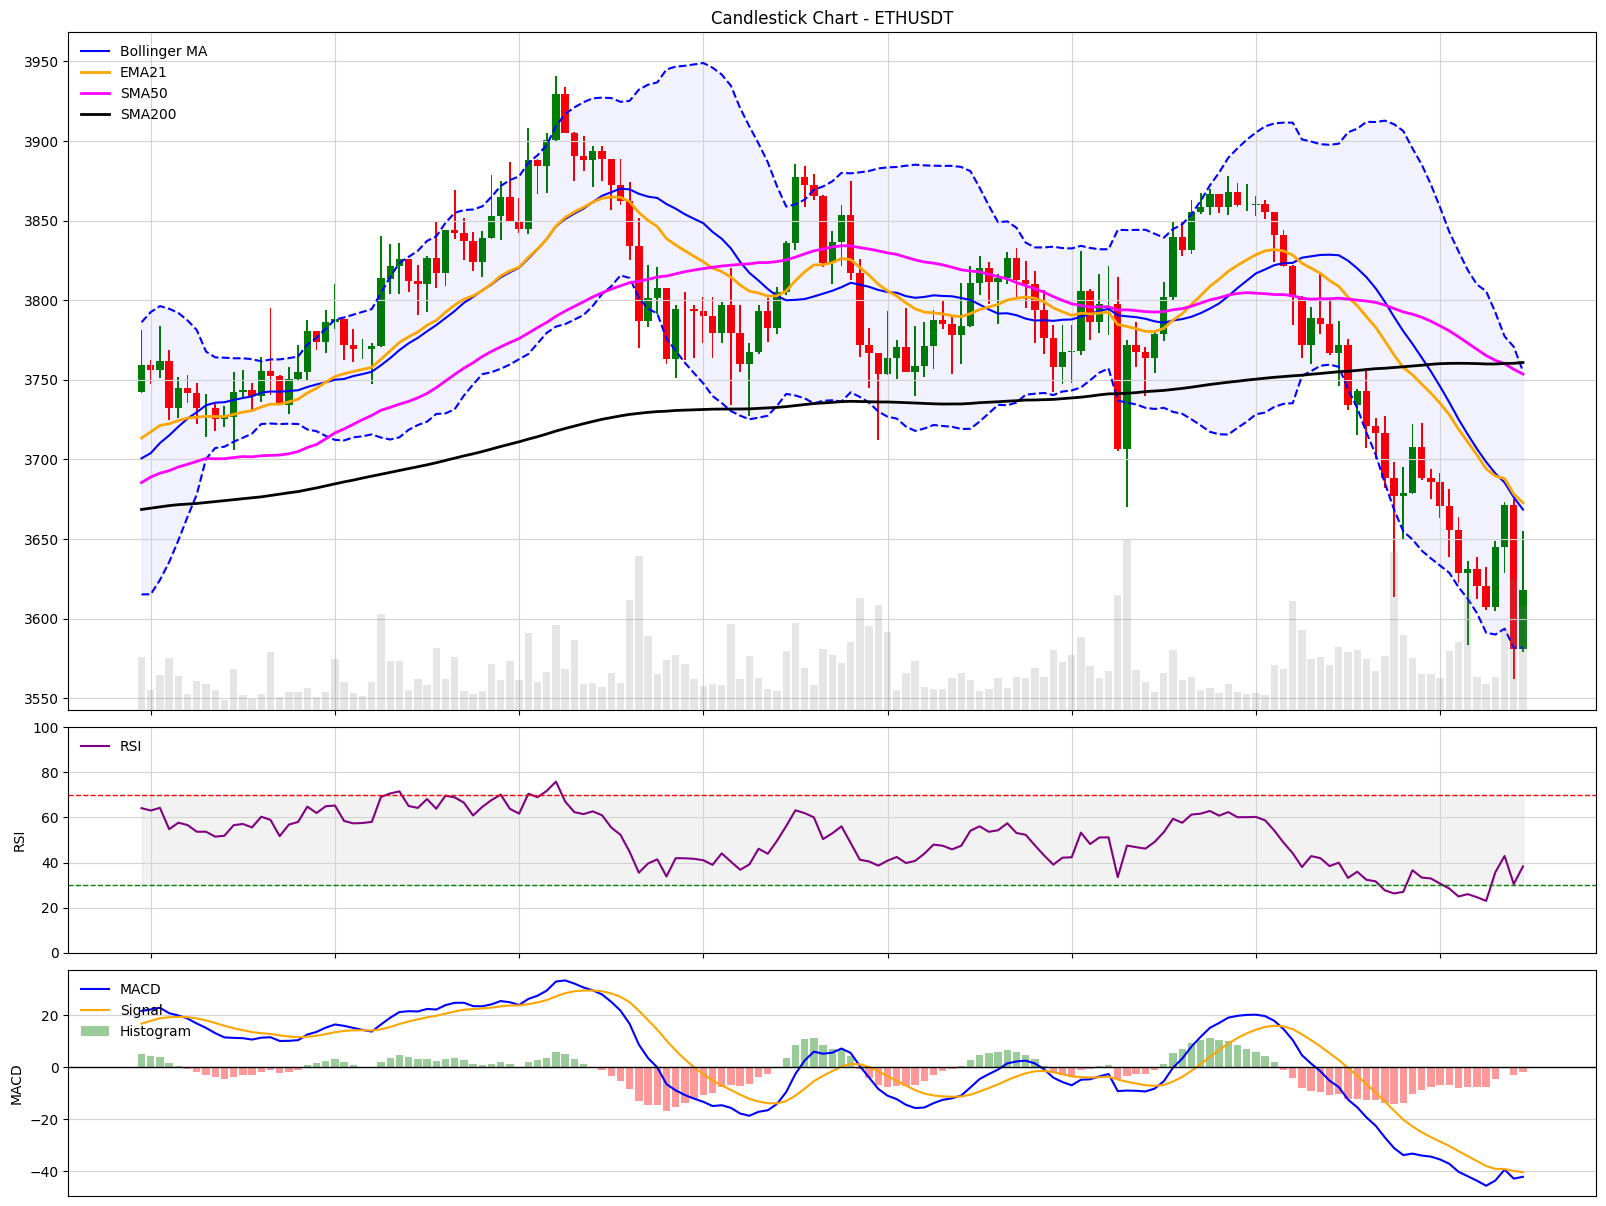 Candlestick Chart - ETHUSDT
Bollinger MA
EMA21
SMA50
SMA200
3950
3900
3850
3800
3750
3700
3650
3600
3550
RSI
100
80
60
40
20
0
RSI
MACD
Signal
Histogram
20
0
−20
−40
MACD